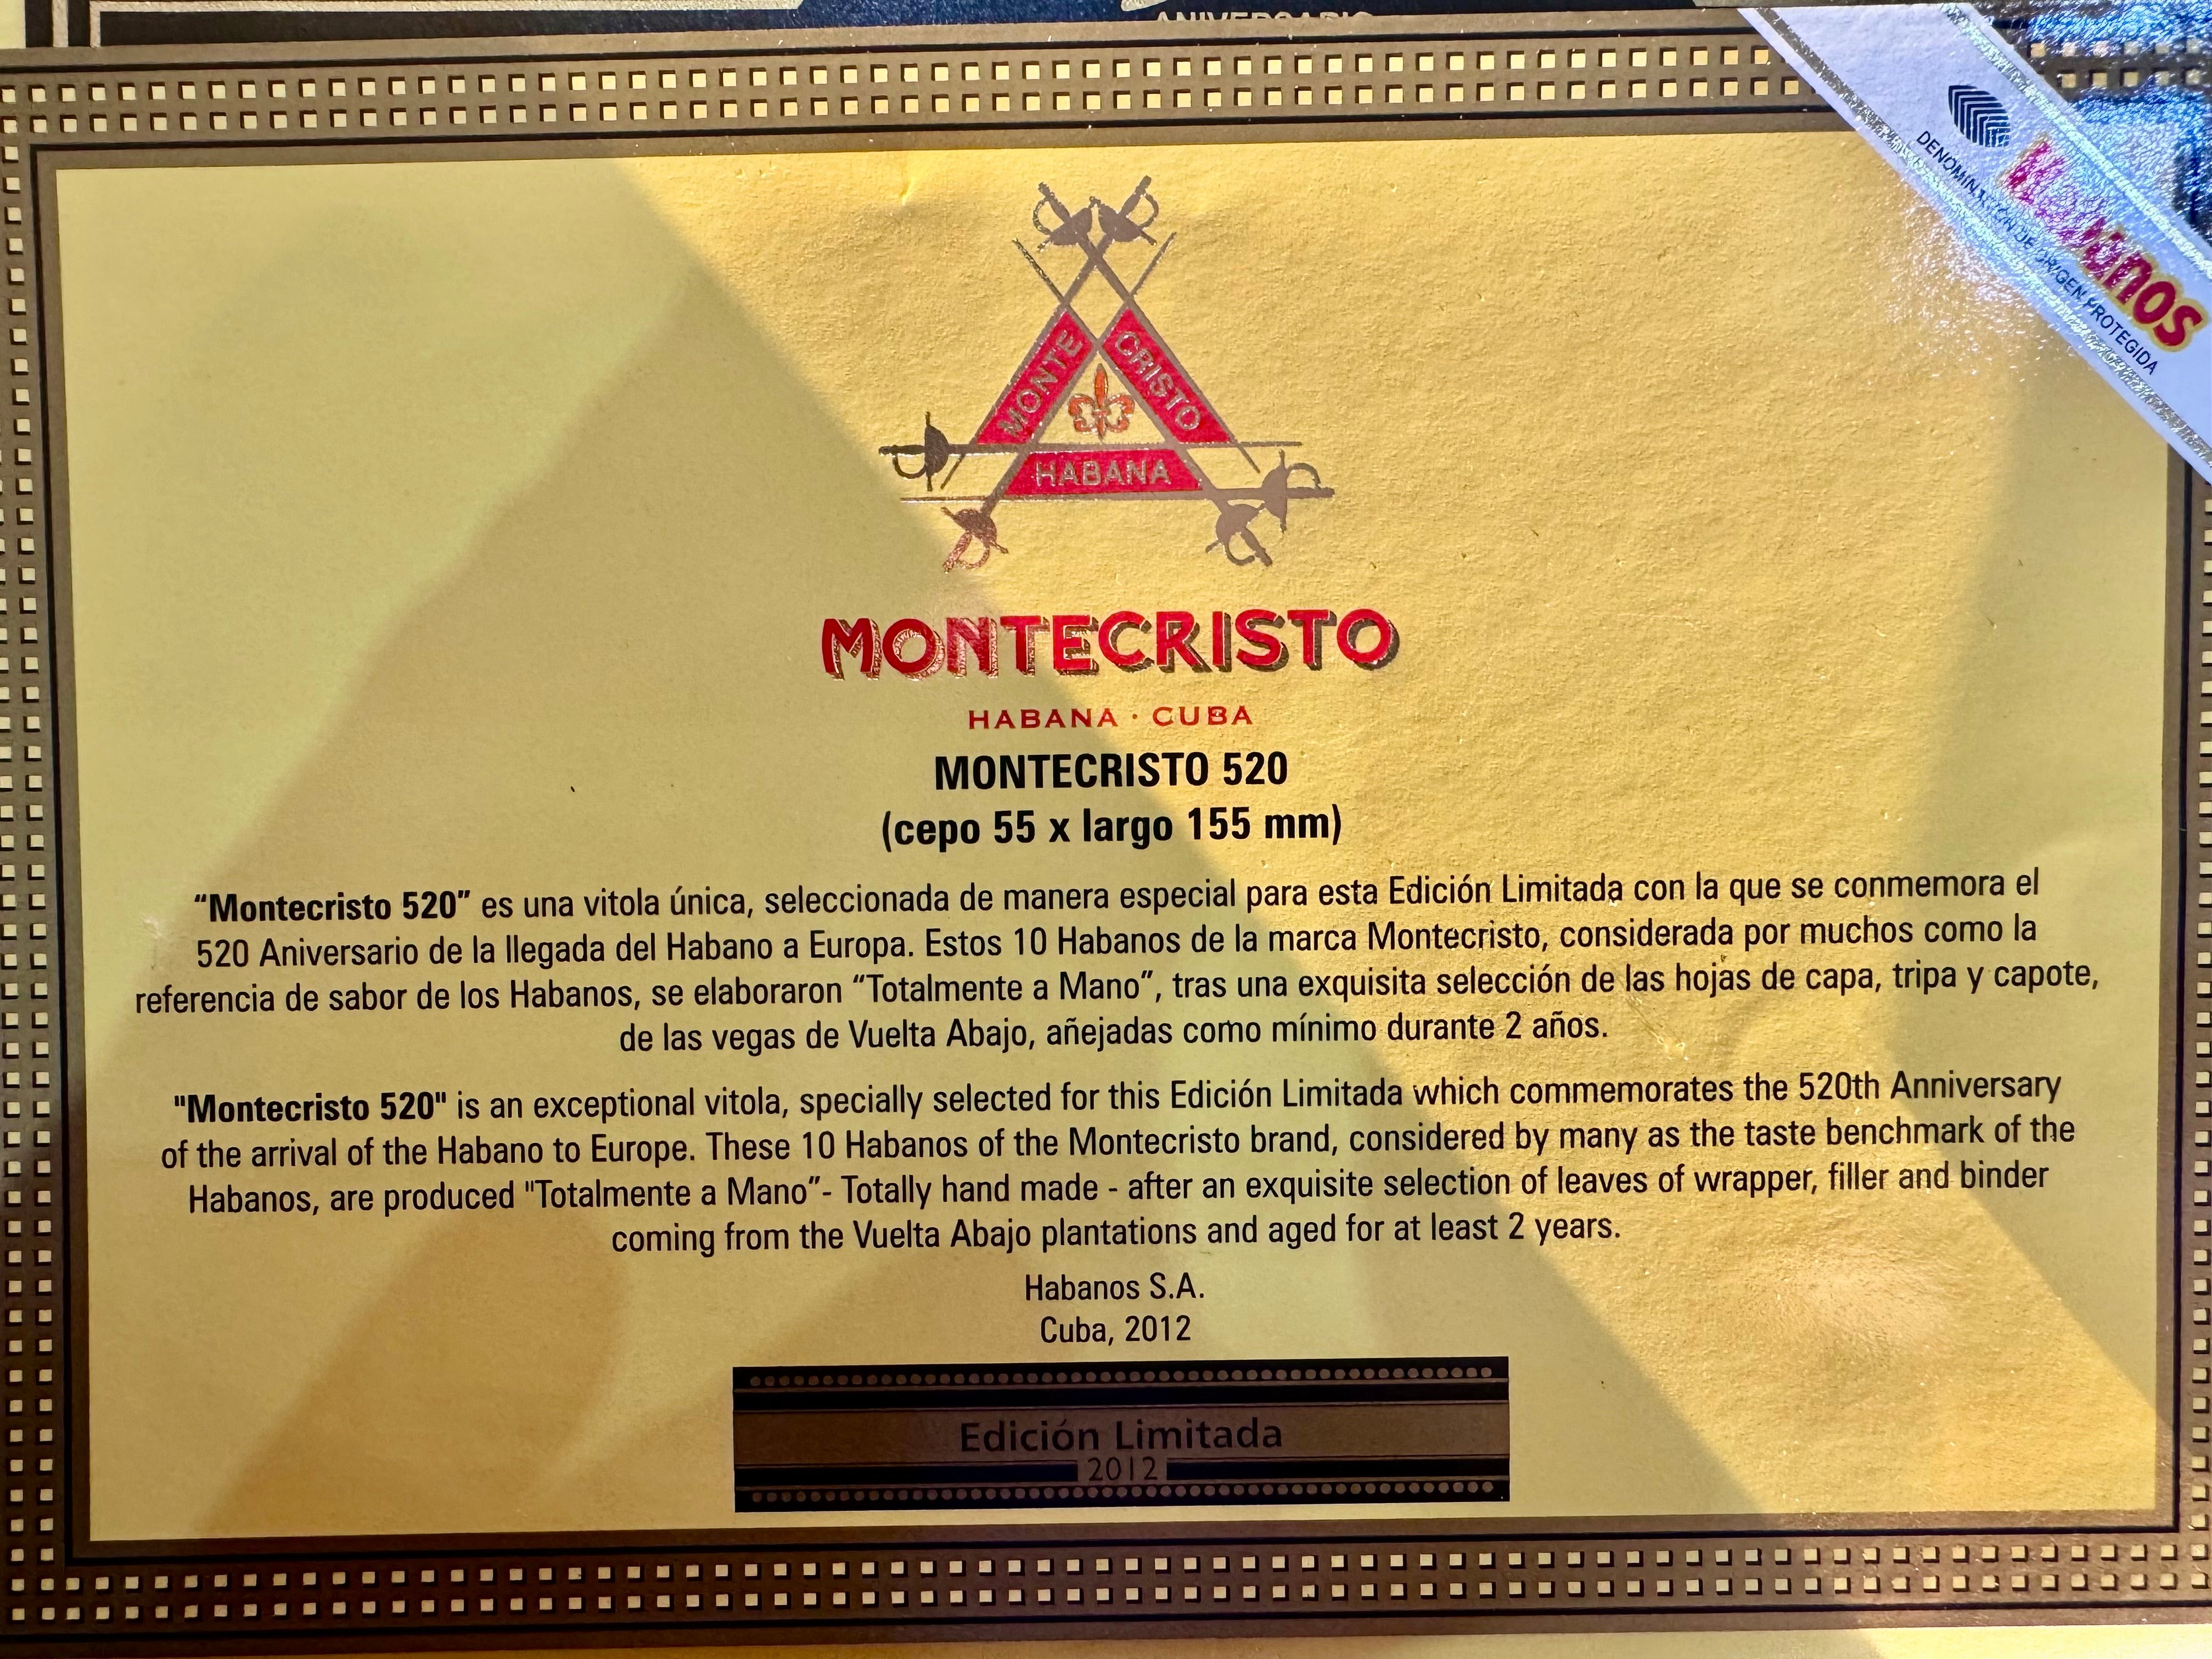 ANIVERSARIO
Habanos
DENOMINACIÓN DE ORIGEN PROTEGIDA
MONTE CRISTO
HABANA
MONTECRISTO
HABANA · CUBA
MONTECRISTO 520
(cepo 55 x largo 155 mm)
“Montecristo 520” es una vitola única, seleccionada de manera especial para esta Edición Limitada con la que se conmemora el
520 Aniversario de la llegada del Habano a Europa. Estos 10 Habanos de la marca Montecristo, considerada por muchos como la
referencia de sabor de los Habanos, se elaboraron “Totalmente a Mano”, tras una exquisita selección de las hojas de capa, tripa y capote,
de las vegas de Vuelta Abajo, añejadas como mínimo durante 2 años.
"Montecristo 520" is an exceptional vitola, specially selected for this Edición Limitada which commemorates the 520th Anniversary
of the arrival of the Habano to Europe. These 10 Habanos of the Montecristo brand, considered by many as the taste benchmark of the
Habanos, are produced "Totalmente a Mano”- Totally hand made - after an exquisite selection of leaves of wrapper, filler and binder
coming from the Vuelta Abajo plantations and aged for at least 2 years.
Habanos S.A.
Cuba, 2012
Edición Limitada
2012